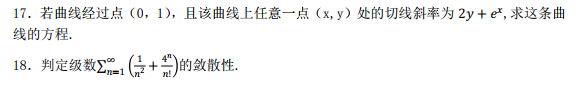 17. 若曲线经过点（0，1），且该曲线上任意一点（x,y）处的切线斜率为 2y + eˣ,求这条曲
线的方程.
18. 判定级数∑ₙ₌₁^∞ (1/n² + 4ⁿ/n!)的敛散性.